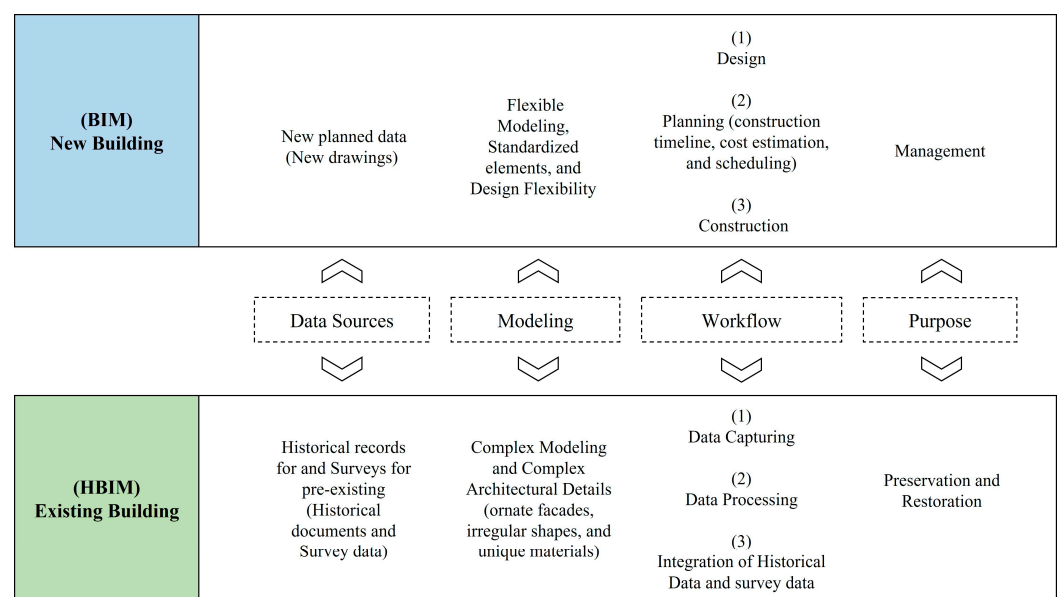 (BIM)
New Building
New planned data
(New drawings)
Flexible
Modeling,
Standardized
elements, and
Design Flexibility
(1)
Design
(2)
Planning (construction
timeline, cost estimation,
and scheduling)
(3)
Construction
Management
Data Sources
Modeling
Workflow
Purpose
(HBIM)
Existing Building
Historical records
for and Surveys for
pre-existing
(Historical
documents and
Survey data)
Complex Modeling
and Complex
Architectural Details
(ornate facades,
irregular shapes, and
unique materials)
(1)
Data Capturing
(2)
Data Processing
(3)
Integration of Historical
Data and survey data
Preservation and
Restoration